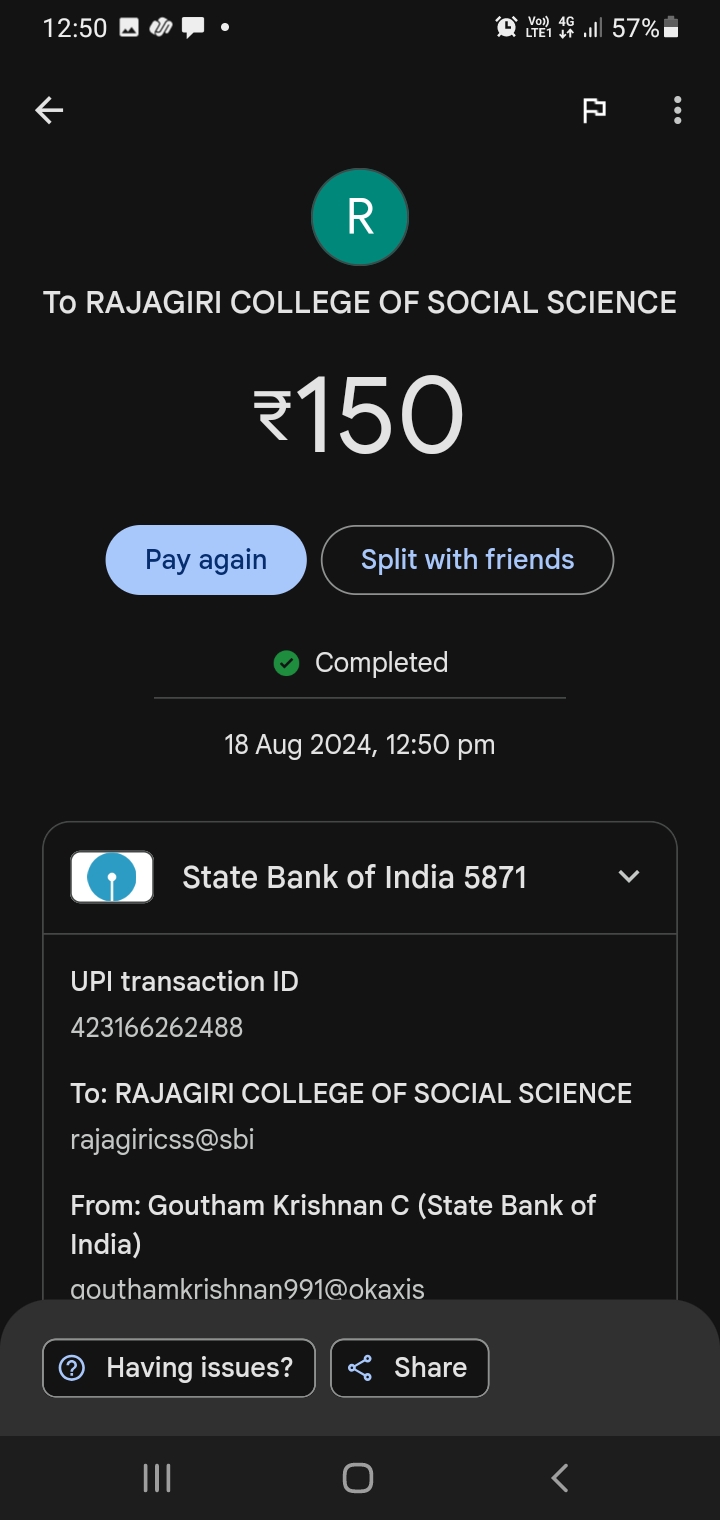 12:50 Vo)) LTE1 4G 57%
R
To RAJAGIRI COLLEGE OF SOCIAL SCIENCE
₹150
Pay again Split with friends
Completed
18 Aug 2024, 12:50 pm
State Bank of India 5871
UPI transaction ID
423166262488
To: RAJAGIRI COLLEGE OF SOCIAL SCIENCE
rajagiricss@sbi
From: Goutham Krishnan C (State Bank of
India)
gouthamkrishnan991@okaxis
Having issues? Share